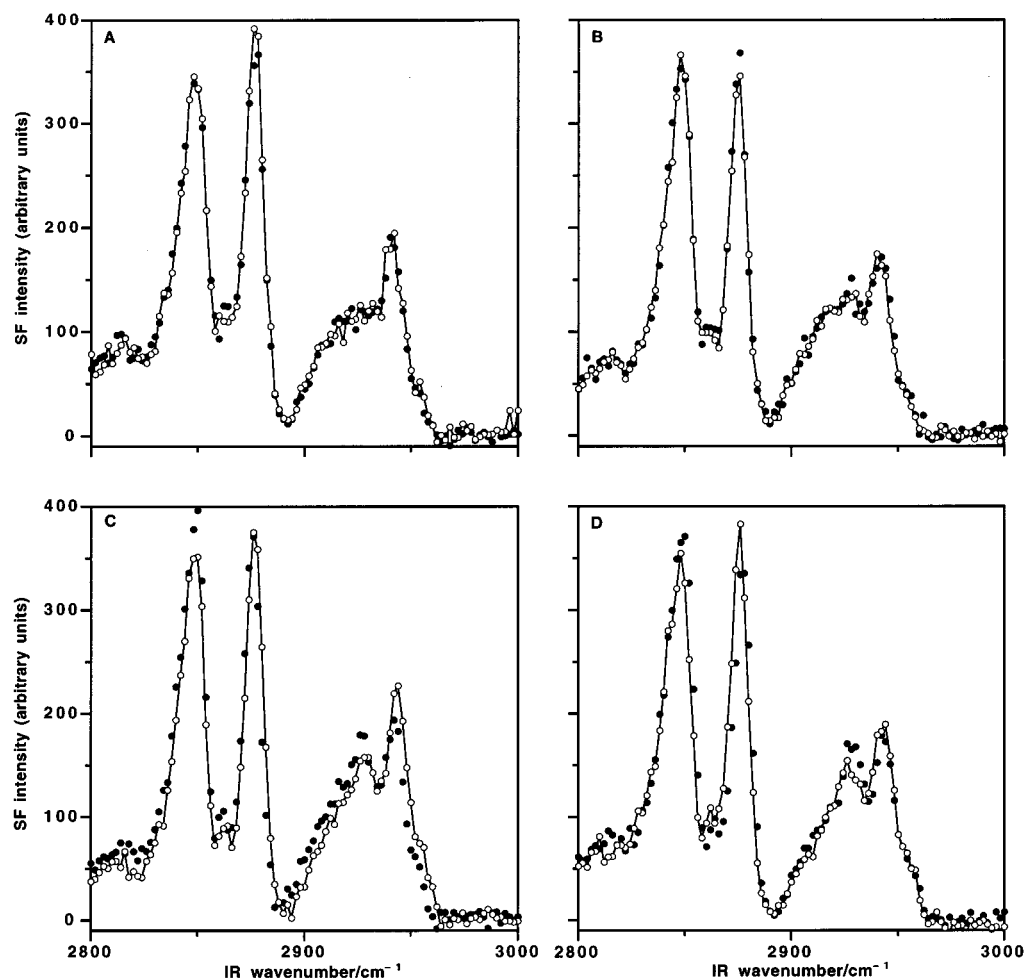 A
B
SF intensity (arbitrary units)
400
300
200
100
0
C
D
SF intensity (arbitrary units)
400
300
200
100
0
2800 2900 3000
2800 2900 3000
IR wavenumber/cm⁻¹
IR wavenumber/cm⁻¹